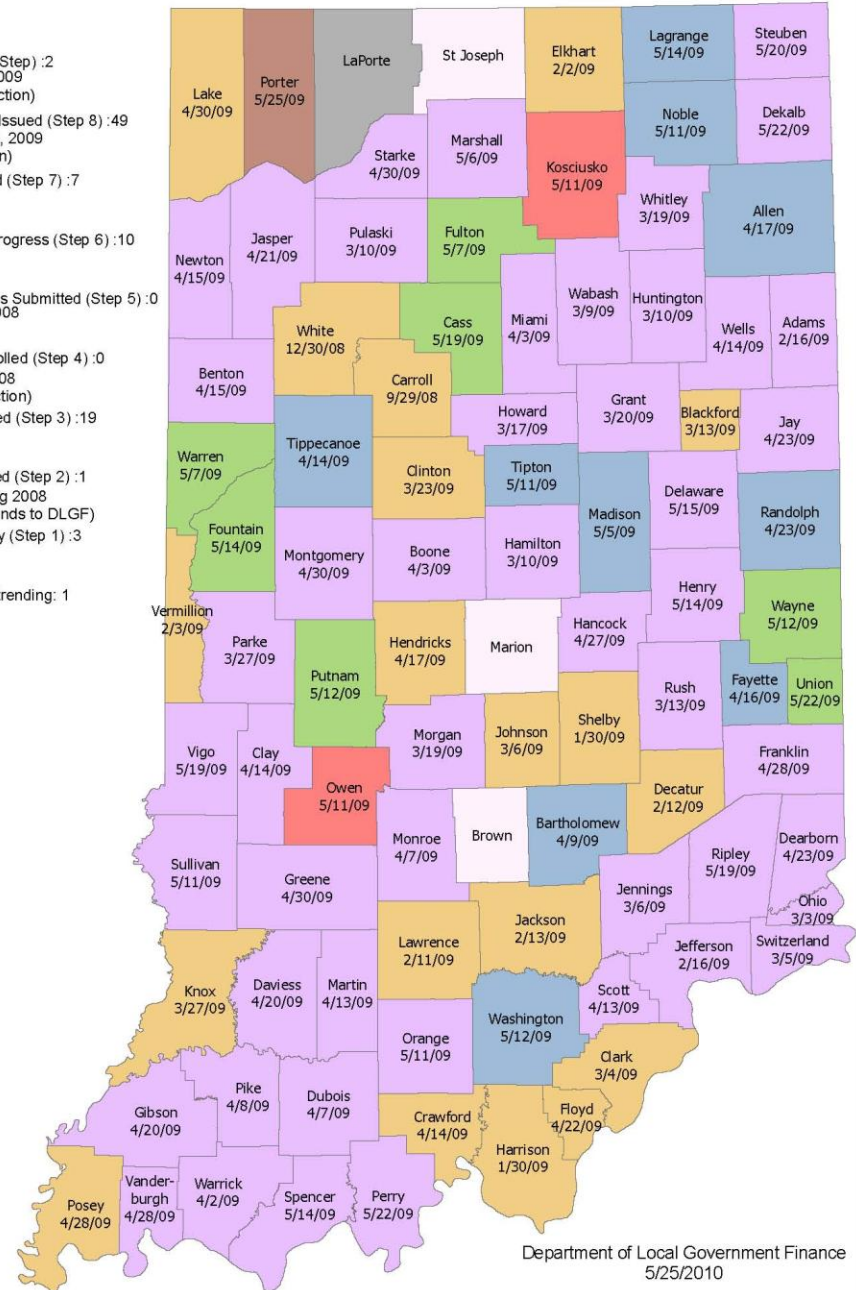 Step) :2
009
ction)
Issued (Step 8) :49
, 2009
n)
d (Step 7) :7
rogress (Step 6) :10
s Submitted (Step 5) :0
008
olled (Step 4) :0
08
ction)
ed (Step 3) :19
ed (Step 2) :1
g 2008
nds to DLGF)
y (Step 1) :3
trending: 1
Lake
4/30/09
Porter
5/25/09
LaPorte
St Joseph
Elkhart
2/2/09
Lagrange
5/14/09
Steuben
5/20/09
Noble
5/11/09
Dekalb
5/22/09
Starke
4/30/09
Marshall
5/6/09
Kosciusko
5/11/09
Whitley
3/19/09
Allen
4/17/09
Newton
4/15/09
Jasper
4/21/09
Pulaski
3/10/09
Fulton
5/7/09
Cass
5/19/09
Miami
4/3/09
Wabash
3/9/09
Huntington
3/10/09
Wells
4/14/09
Adams
2/16/09
White
12/30/08
Benton
4/15/09
Carroll
9/29/08
Howard
3/17/09
Grant
3/20/09
Blackford
3/13/09
Jay
4/23/09
Warren
5/7/09
Tippecanoe
4/14/09
Clinton
3/23/09
Tipton
5/11/09
Madison
5/5/09
Delaware
5/15/09
Randolph
4/23/09
Fountain
5/14/09
Montgomery
4/30/09
Boone
4/3/09
Hamilton
3/10/09
Henry
5/14/09
Wayne
5/12/09
Vermillion
2/3/09
Parke
3/27/09
Putnam
5/12/09
Hendricks
4/17/09
Marion
Hancock
4/27/09
Rush
3/13/09
Fayette
4/16/09
Union
5/22/09
Vigo
5/19/09
Clay
4/14/09
Owen
5/11/09
Morgan
3/19/09
Johnson
3/6/09
Shelby
1/30/09
Decatur
2/12/09
Franklin
4/28/09
Sullivan
5/11/09
Greene
4/30/09
Monroe
4/7/09
Brown
Bartholomew
4/9/09
Jennings
3/6/09
Ripley
5/19/09
Dearborn
4/23/09
Ohio
3/3/09
Knox
3/27/09
Daviess
4/20/09
Martin
4/13/09
Lawrence
2/11/09
Jackson
2/13/09
Jefferson
2/16/09
Switzerland
3/5/09
Scott
4/13/09
Orange
5/11/09
Washington
5/12/09
Clark
3/4/09
Gibson
4/20/09
Pike
4/8/09
Dubois
4/7/09
Crawford
4/14/09
Harrison
1/30/09
Floyd
4/22/09
Posey
4/28/09
Vander-
burgh
4/28/09
Warrick
4/2/09
Spencer
5/14/09
Perry
5/22/09
Department of Local Government Finance
5/25/2010